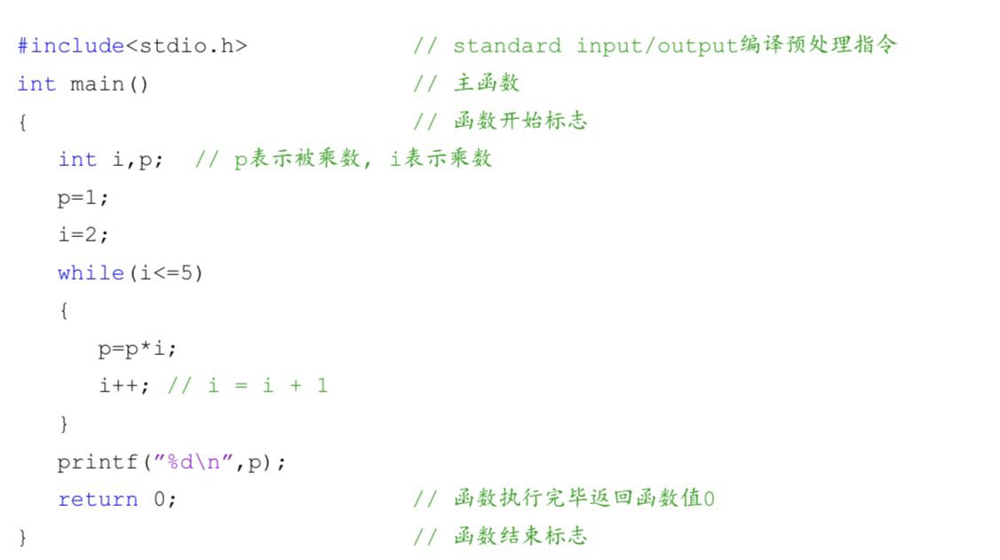 #include<stdio.h> // standard input/output编译预处理指令
int main() // 主函数
{ // 函数开始标志
int i,p; // p表示被乘数, i表示乘数
p=1;
i=2;
while(i<=5)
{
p=p*i;
i++; // i = i + 1
}
printf(”%d\n”,p);
return 0; // 函数执行完毕返回函数值0
} // 函数结束标志